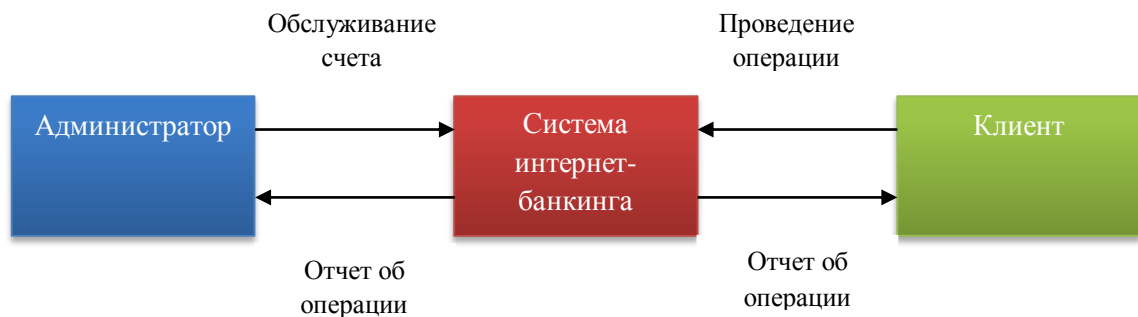 Обслуживание
счета
Проведение
операции
Администратор
Система
интернет-
банкинга
Клиент
Отчет об
операции
Отчет об
операции